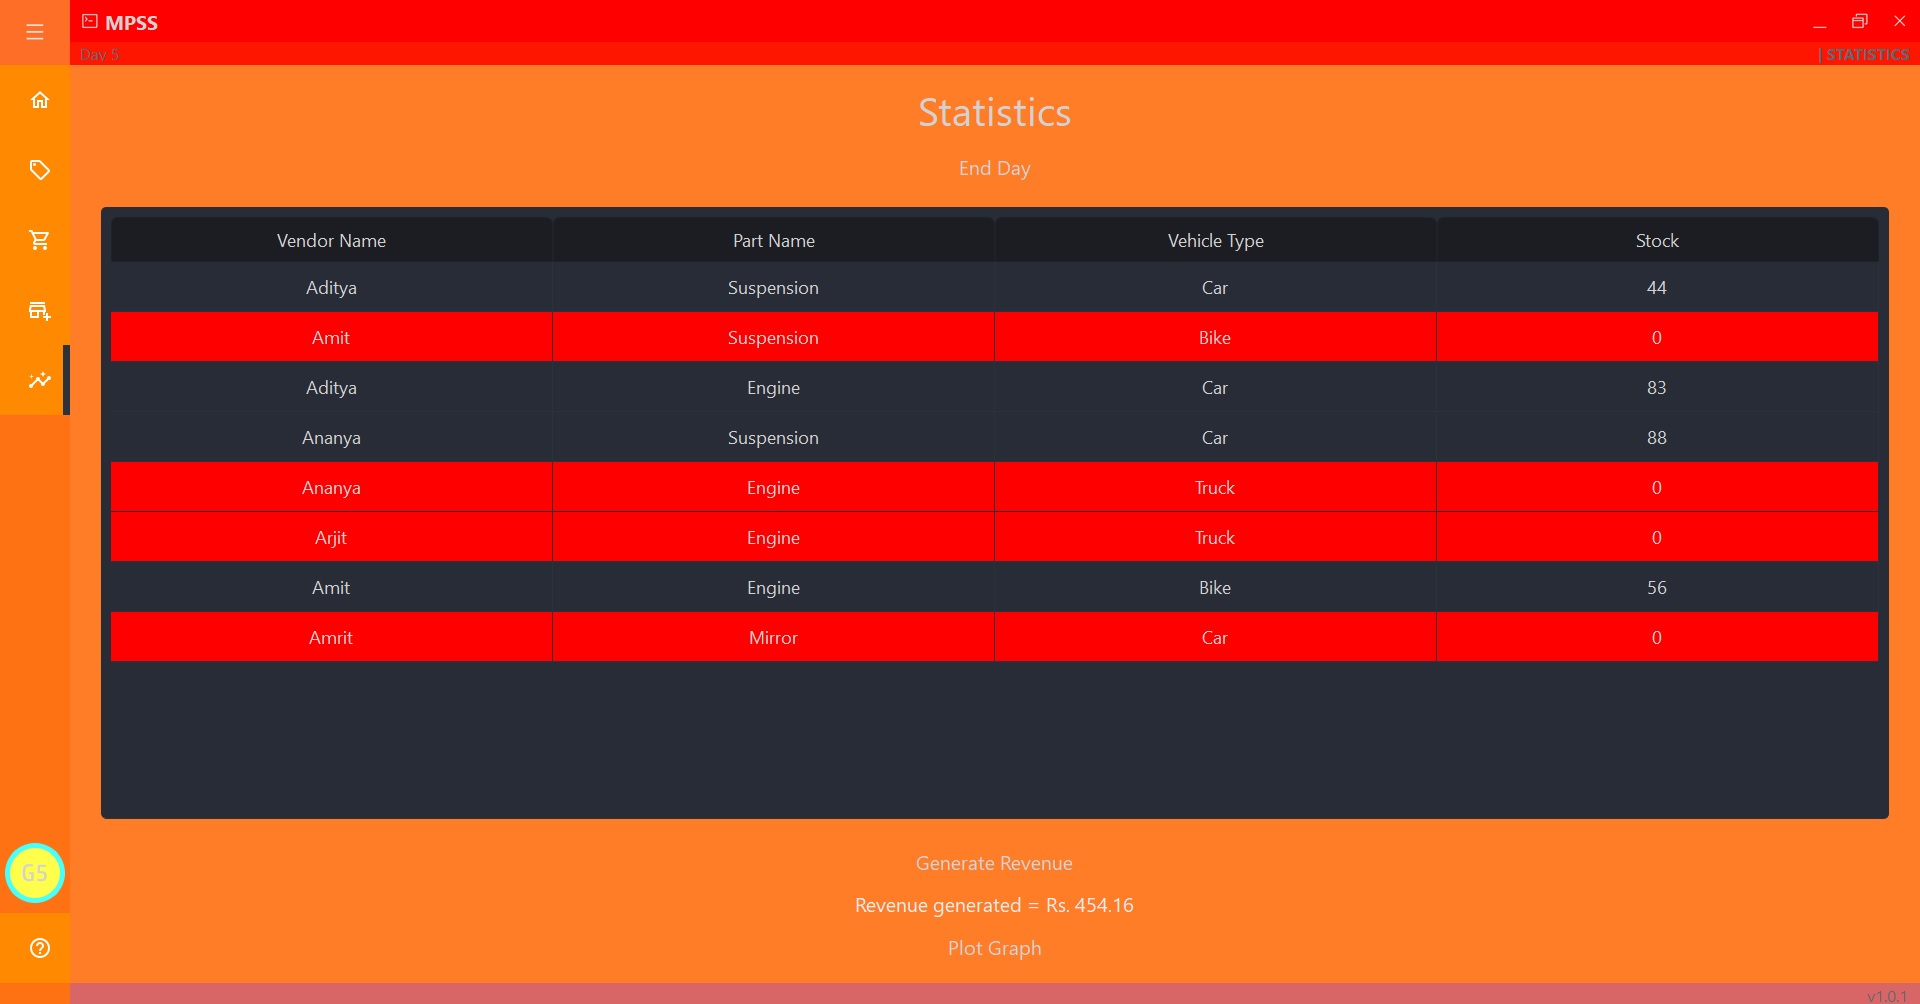 MPSS
Day 5 | STATISTICS
Statistics
End Day
Vendor Name Part Name Vehicle Type Stock
Aditya Suspension Car 44
Amit Suspension Bike 0
Aditya Engine Car 83
Ananya Suspension Car 88
Ananya Engine Truck 0
Arjit Engine Truck 0
Amit Engine Bike 56
Amrit Mirror Car 0
G5
Generate Revenue
Revenue generated = Rs. 454.16
Plot Graph
v1.0.1